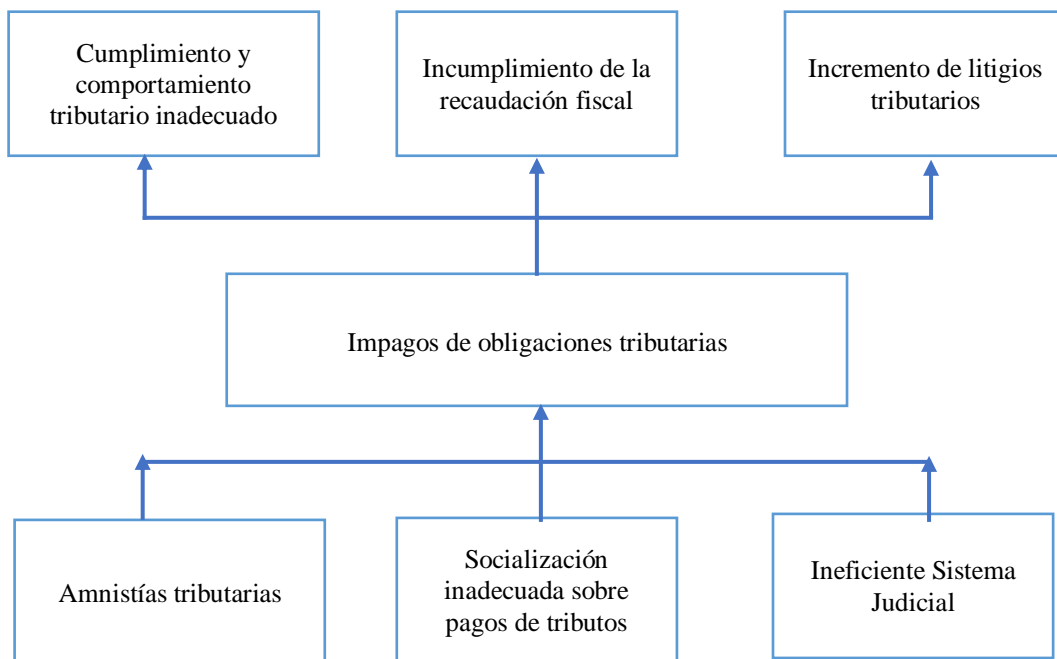 Cumplimiento y
comportamiento
tributario inadecuado
Incumplimiento de la
recaudación fiscal
Incremento de litigios
tributarios
Impagos de obligaciones tributarias
Amnistías tributarias
Socialización
inadecuada sobre
pagos de tributos
Ineficiente Sistema
Judicial